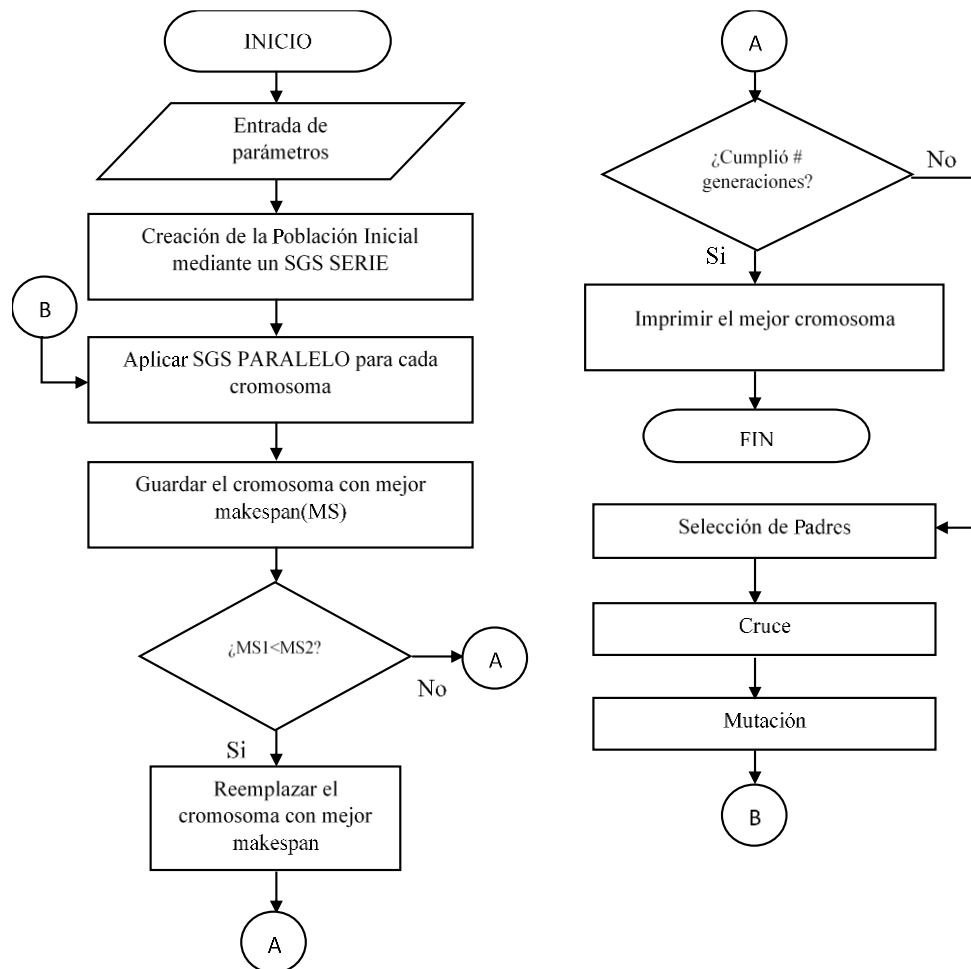 INICIO
Entrada de
parámetros
Creación de la Población Inicial
mediante un SGS SERIE
B
Aplicar SGS PARALELO para cada
cromosoma
Guardar el cromosoma con mejor
makespan(MS)
¿MS1<MS2?
No
A
Si
Reemplazar el
cromosoma con mejor
makespan
A
A
¿Cumplió #
generaciones?
No
Si
Imprimir el mejor cromosoma
FIN
Selección de Padres
Cruce
Mutación
B